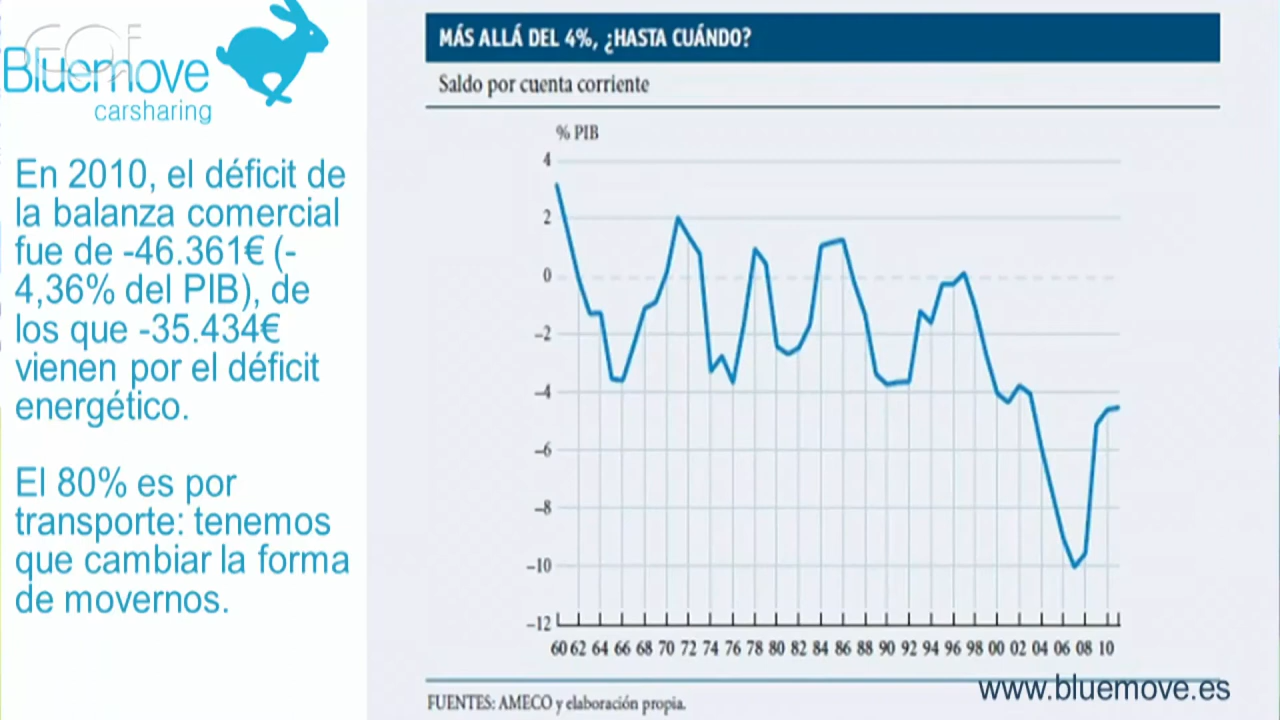 eoi
Bluemove
carsharing
En 2010, el déficit de
la balanza comercial
fue de -46.361€ (-
4,36% del PIB), de
los que -35.434€
vienen por el déficit
energético.
El 80% es por
transporte: tenemos
que cambiar la forma
de movernos.
MÁS ALLÁ DEL 4%, ¿HASTA CUÁNDO?
Saldo por cuenta corriente
% PIB
4
2
0
–2
–4
–6
–8
–10
–12
60 62 64 66 68 70 72 74 76 78 80 82 84 86 88 90 92 94 96 98 00 02 04 06 08 10
www.bluemove.es
FUENTES: AMECO y elaboración propia.